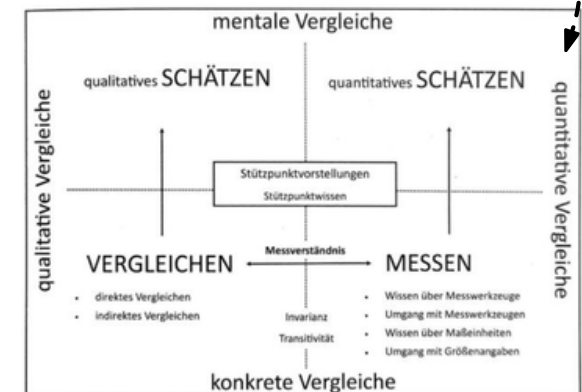 mentale Vergleiche
qualitatives SCHÄTZEN
quantitatives SCHÄTZEN
qualitative Vergleiche
quantitative Vergleiche
Stützpunktvorstellungen
Stützpunktwissen
Messverständnis
VERGLEICHEN
MESSEN
• direktes Vergleichen
• indirektes Vergleichen
Invarianz
Transitivität
• Wissen über Messwerkzeuge
• Umgang mit Messwerkzeugen
• Wissen über Maßeinheiten
• Umgang mit Größenangaben
konkrete Vergleiche